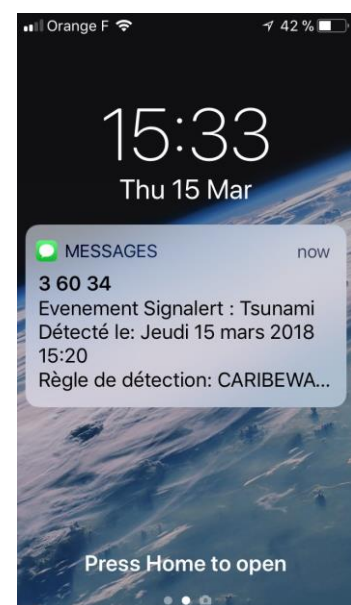 Orange F 42 %
15:33
Thu 15 Mar
MESSAGES now
3 60 34
Evenement Signalert : Tsunami
Détecté le: Jeudi 15 mars 2018
15:20
Règle de détection: CARIBEWA...
Press Home to open